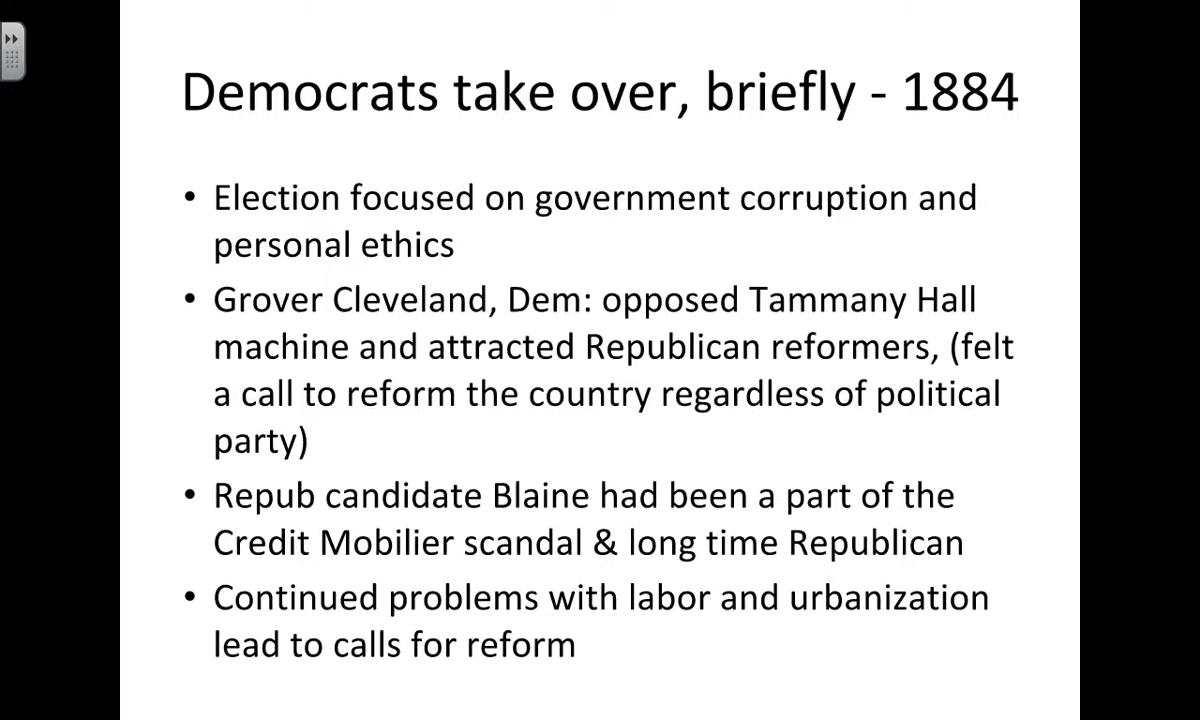 Democrats take over, briefly - 1884
• Election focused on government corruption and
personal ethics
• Grover Cleveland, Dem: opposed Tammany Hall
machine and attracted Republican reformers, (felt
a call to reform the country regardless of political
party)
• Repub candidate Blaine had been a part of the
Credit Mobilier scandal & long time Republican
• Continued problems with labor and urbanization
lead to calls for reform